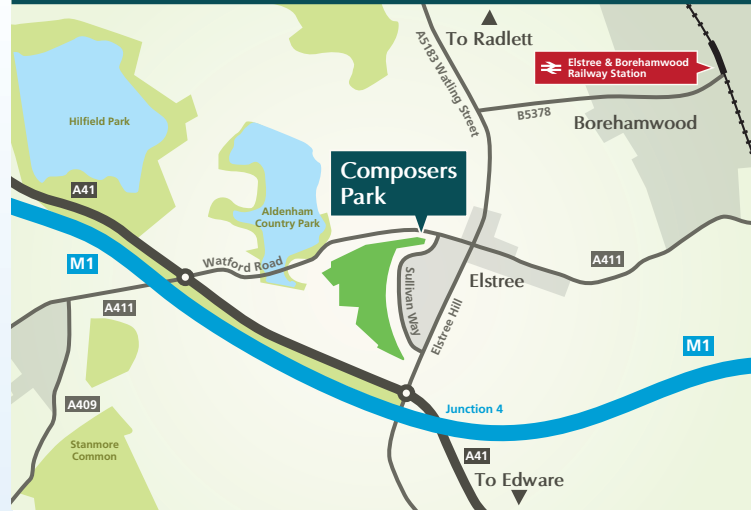 To Radlett
A5183 Watling Street
Elstree & Borehamwood
Railway Station
B5378
Borehamwood
Hilfield Park
Composers
Park
A41
Aldenham
Country Park
M1
Watford Road
A411
Elstree
Sullivan Way
A411
Elstree Hill
M1
A409
Junction 4
Stanmore
Common
A41
To Edware